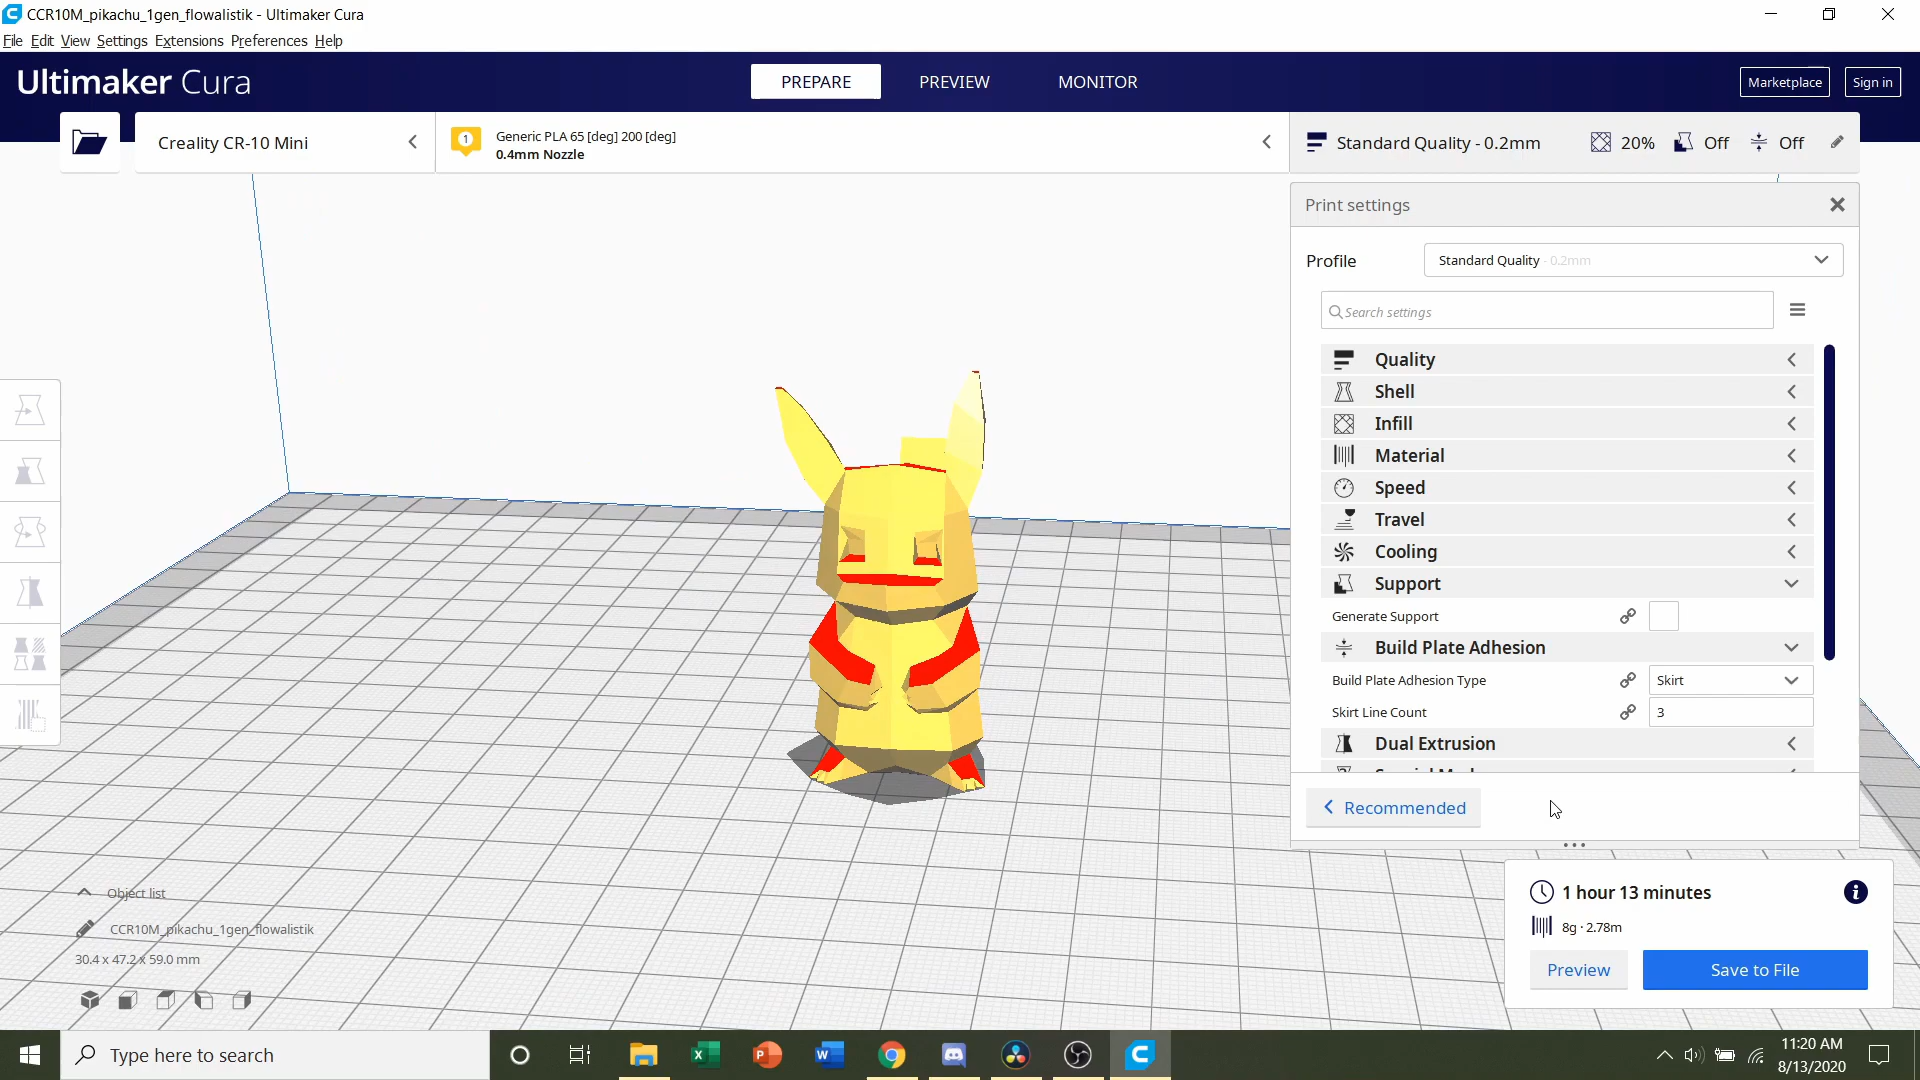 CCR10M_pikachu_1gen_flowalistik - Ultimaker Cura
File Edit View Settings Extensions Preferences Help
Ultimaker Cura
PREPARE
PREVIEW
MONITOR
Marketplace
Sign in
Creality CR-10 Mini
1
Generic PLA 65 [deg] 200 [deg]
0.4mm Nozzle
Standard Quality - 0.2mm
20%
Off
Off
Print settings
Profile
Standard Quality - 0.2mm
Search settings
Quality
Shell
Infill
Material
Speed
Travel
Cooling
Support
Generate Support
Build Plate Adhesion
Build Plate Adhesion Type
Skirt
Skirt Line Count
3
Dual Extrusion
Recommended
1 hour 13 minutes
8g · 2.78m
Preview
Save to File
Object list
CCR10M_pikachu_1gen_flowalistik
30.4 x 47.2 x 59.0 mm
Type here to search
11:20 AM
8/13/2020